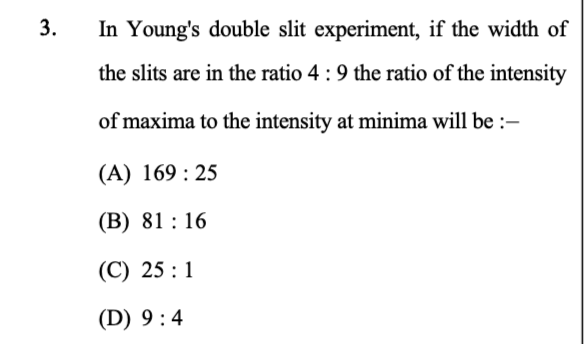 3. In Young's double slit experiment, if the width of
the slits are in the ratio 4 : 9 the ratio of the intensity
of maxima to the intensity at minima will be :–
(A) 169 : 25
(B) 81 : 16
(C) 25 : 1
(D) 9 : 4